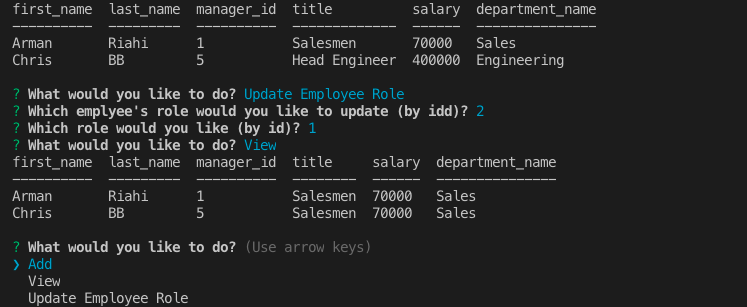 first_name  last_name  manager_id  title          salary  department_name
----------  ---------  ----------  -------------  ------  ---------------
Arman       Riahi      1           Salesmen       70000   Sales
Chris       BB         5           Head Engineer  400000  Engineering
? What would you like to do? Update Employee Role
? Which emplyee's role would you like to update (by idd)? 2
? Which role would you like (by id)? 1
? What would you like to do? View
first_name  last_name  manager_id  title     salary  department_name
----------  ---------  ----------  --------  ------  ---------------
Arman       Riahi      1           Salesmen  70000   Sales
Chris       BB         5           Salesmen  70000   Sales
? What would you like to do? (Use arrow keys)
❯ Add
  View
  Update Employee Role